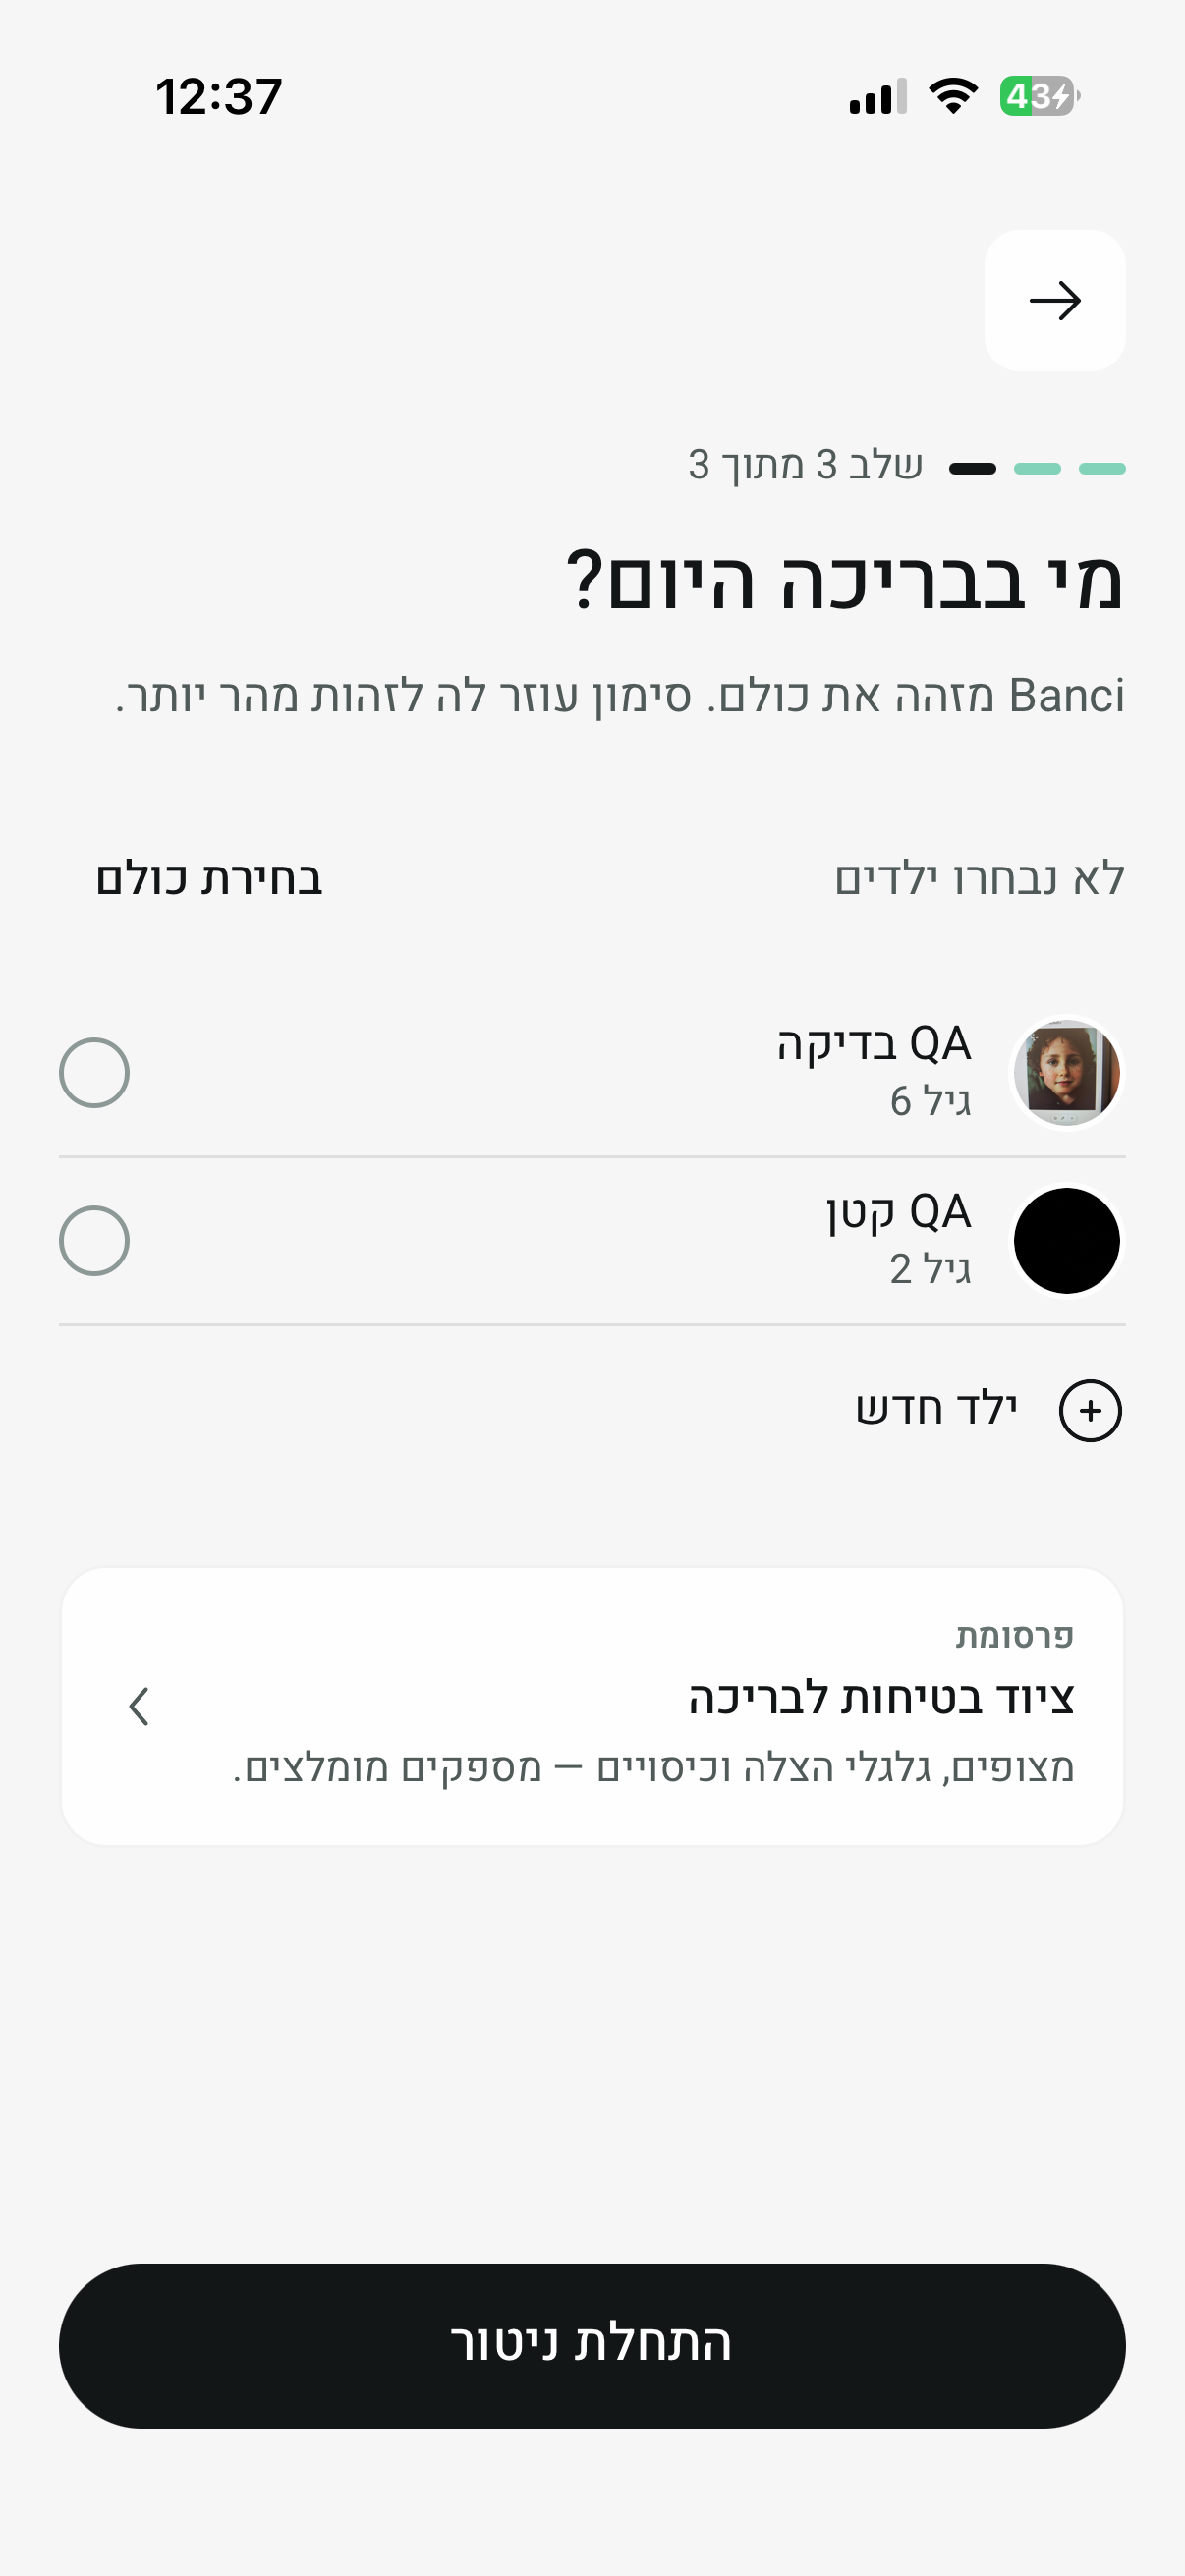 12:37
43
שלב 3 מתוך 3
מי בבריכה היום?
Banci מזהה את כולם. סימון עוזר לה לזהות מהר יותר.
לא נבחרו ילדים
בחירת כולם
QA בדיקה
גיל 6
QA קטן
גיל 2
ילד חדש
פרסומת
ציוד בטיחות לבריכה
מצופים, גלגלי הצלה וכיסויים — מספקים מומלצים.
התחלת ניטור